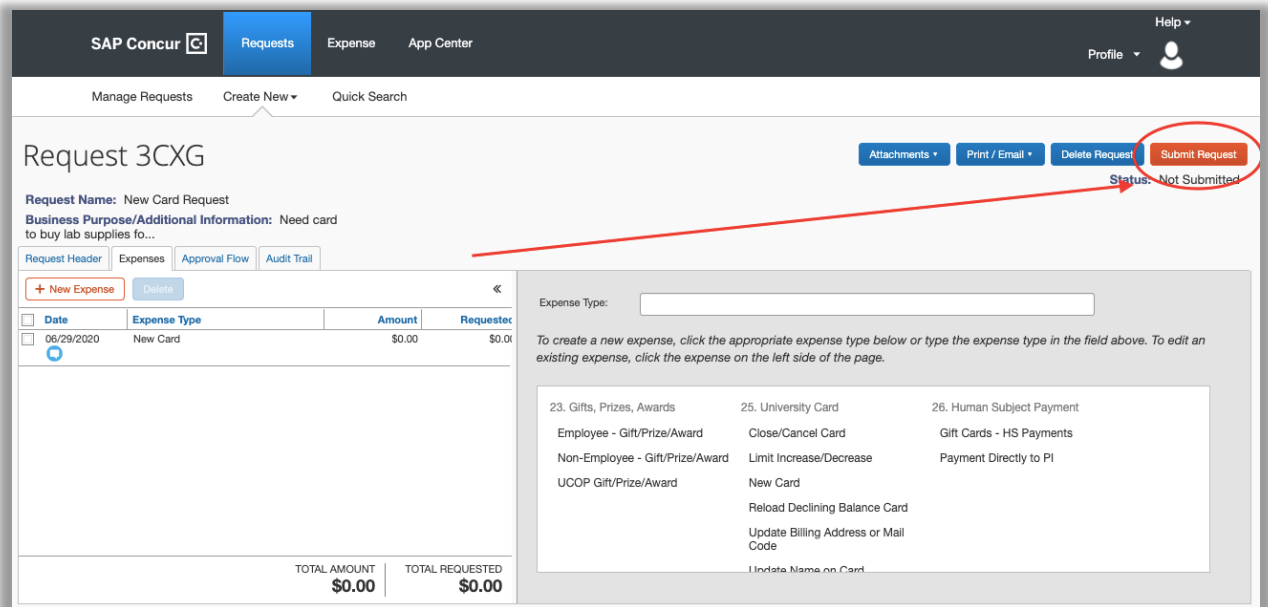 Help
SAP Concur C Requests Expense App Center
Profile
Manage Requests Create New Quick Search
Request 3CXG
Attachments Print / Email Delete Request Submit Request
Status: Not Submitted
Request Name: New Card Request
Business Purpose/Additional Information: Need card
to buy lab supplies fo...
Request Header Expenses Approval Flow Audit Trail
+ New Expense Delete «
Date Expense Type Amount Requested
06/29/2020 New Card $0.00 $0.00
TOTAL AMOUNT TOTAL REQUESTED
$0.00 $0.00
Expense Type:
To create a new expense, click the appropriate expense type below or type the expense type in the field above. To edit an
existing expense, click the expense on the left side of the page.
23. Gifts, Prizes, Awards
Employee - Gift/Prize/Award
Non-Employee - Gift/Prize/Award
UCOP Gift/Prize/Award
25. University Card
Close/Cancel Card
Limit Increase/Decrease
New Card
Reload Declining Balance Card
Update Billing Address or Mail
Code
Update Name on Card
26. Human Subject Payment
Gift Cards - HS Payments
Payment Directly to PI